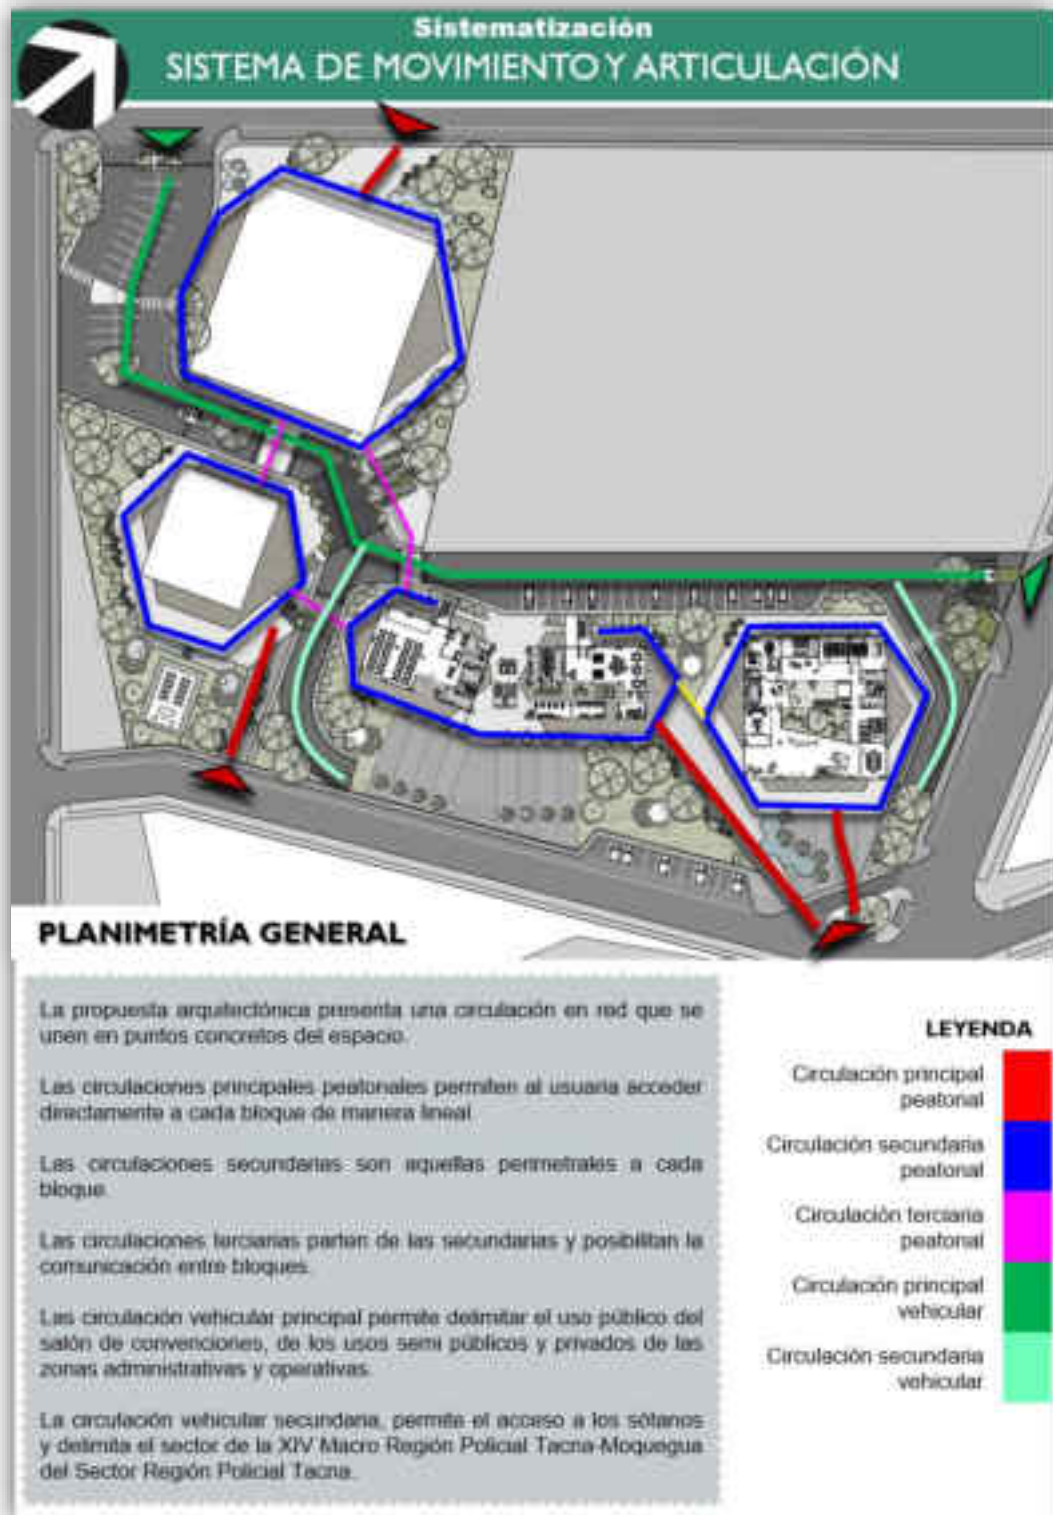 Sistematización
SISTEMA DE MOVIMIENTO Y ARTICULACIÓN
PLANIMETRÍA GENERAL
La propuesta arquitectónica presenta una circulación en red que se
unen en puntos concretos del espacio.
Las circulaciones principales peatonales permiten al usuaria acceder
directamente a cada bloque de manera lineal
Las circulaciones secundarias son aquellas perimetrales a cada
bloque.
Las circulaciones terciarias parten de las secundarias y posibilitan la
comunicación entre bloques.
Las circulación vehicular principal permite delimitar el uso público del
salón de convenciones, de los usos semi públicos y privados de las
zonas administrativas y operativas.
La circulación vehicular secundaria, permite el acceso a los sótanos
y delimita el sector de la XIV Macro Región Policial Tacna-Moquegua
del Sector Región Policial Tacna.
LEYENDA
Circulación principal
peatonal
Circulación secundaria
peatonal
Circulación terciaria
peatonal
Circulación principal
vehicular
Circulación secundaria
vehicular